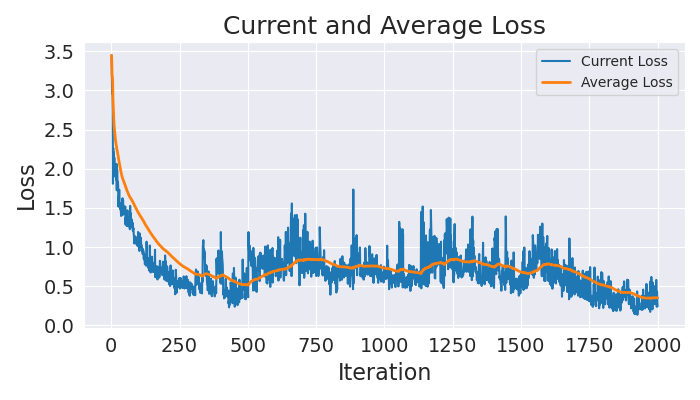 Current and Average Loss
Current Loss
Average Loss
Loss
3.5
3.0
2.5
2.0
1.5
1.0
0.5
0.0
0 250 500 750 1000 1250 1500 1750 2000
Iteration